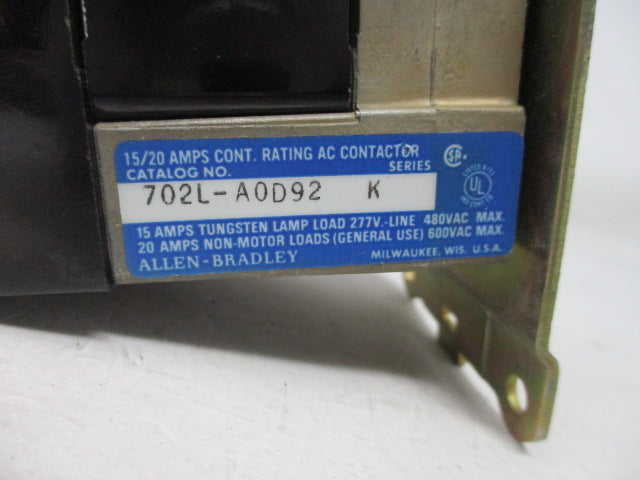 15/20 AMPS CONT. RATING AC CONTACTOR
CATALOG NO. SERIES
702L-A0D92 K
15 AMPS TUNGSTEN LAMP LOAD 277V.-LINE 480VAC MAX.
20 AMPS NON-MOTOR LOADS (GENERAL USE) 600VAC MAX.
ALLEN-BRADLEY MILWAUKEE, WIS. U.S.A.
SA
UL